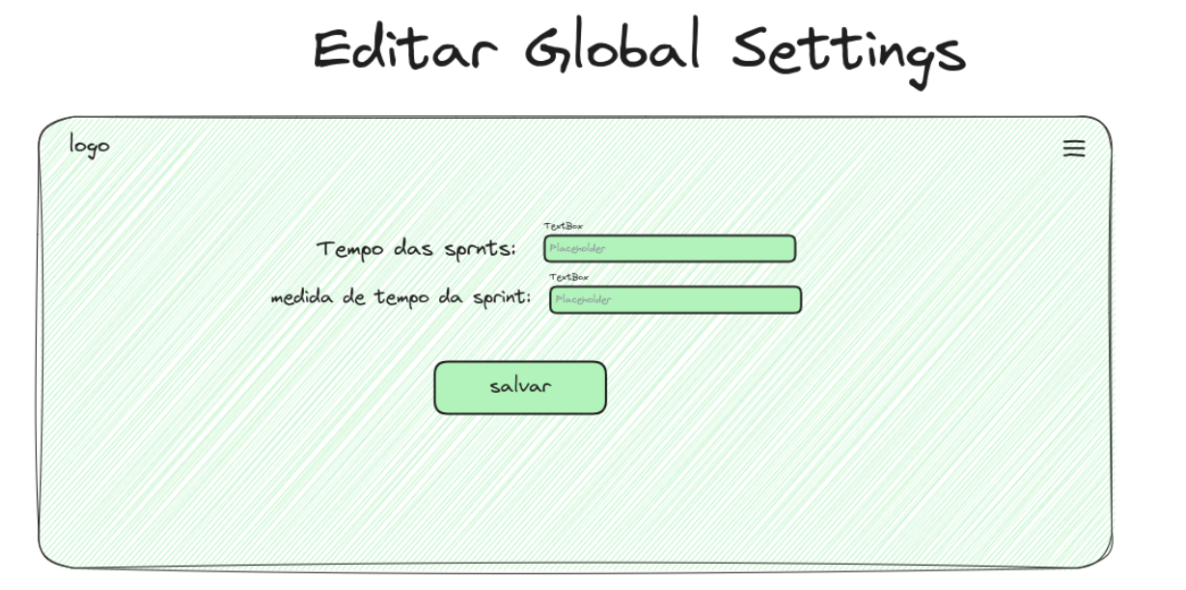 Editar Global Settings
logo
TextBox
Tempo das sprnts: Placeholder
TextBox
medida de tempo da sprint: Placeholder
salvar